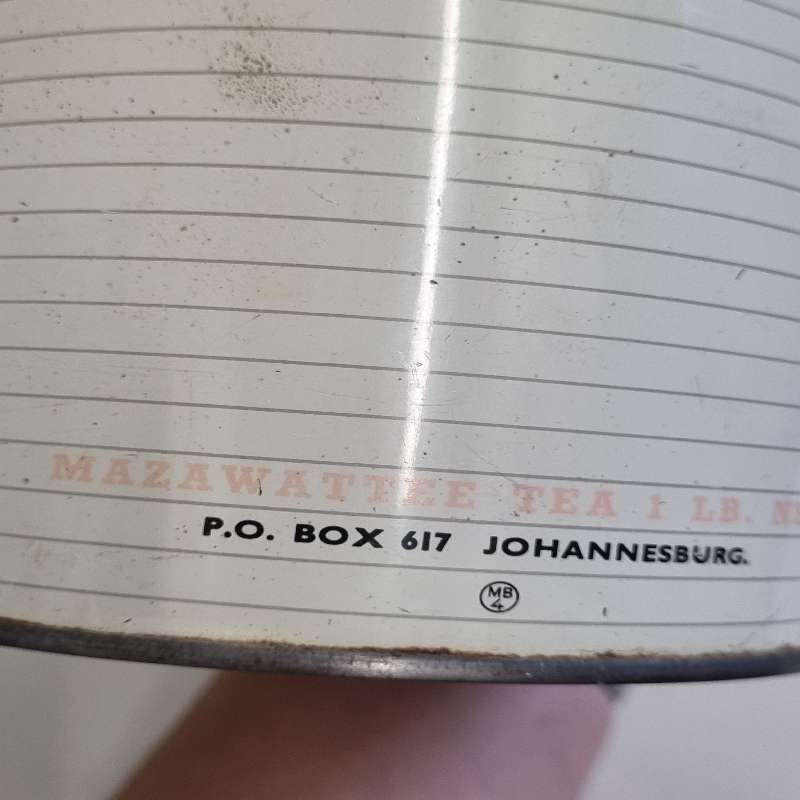 MAZAWATTEE TEA 1 LB.
P.O. BOX 617 JOHANNESBURG.
MB
4